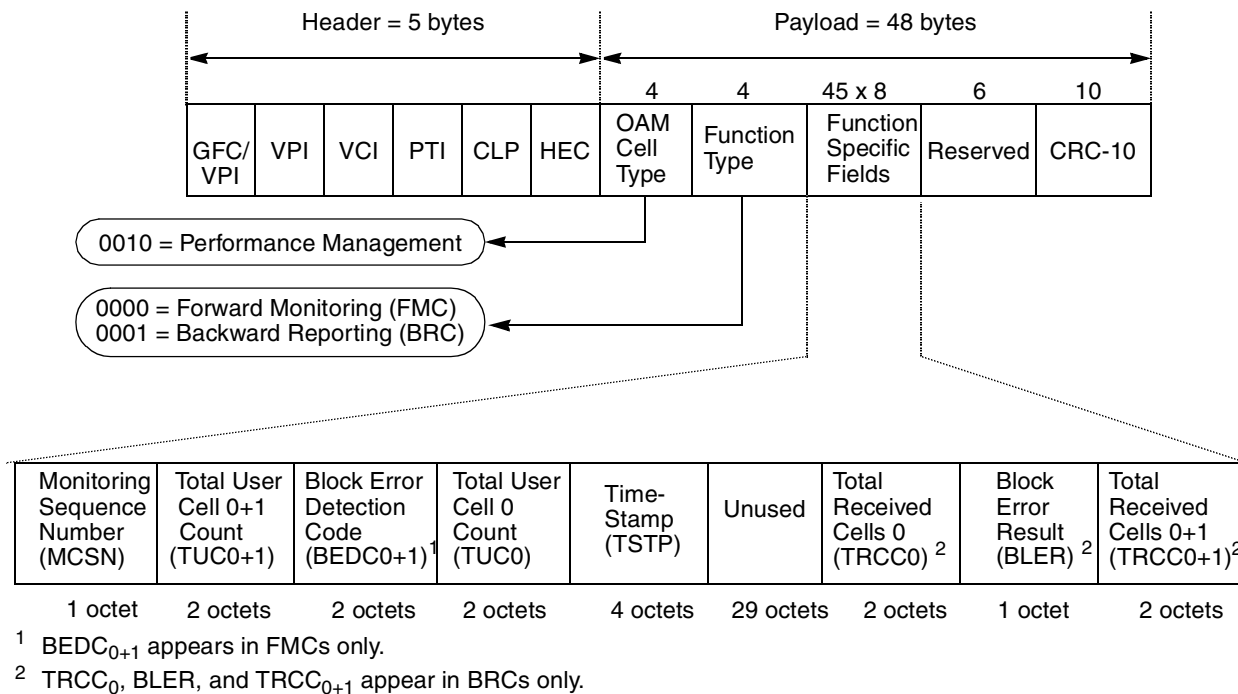 Header = 5 bytes
Payload = 48 bytes
4
4
45 x 8
6
10
GFC/
VPI
VPI
VCI
PTI
CLP
HEC
OAM
Cell
Type
Function
Type
Function
Specific
Fields
Reserved
CRC-10
0010 = Performance Management
0000 = Forward Monitoring (FMC)
0001 = Backward Reporting (BRC)
Monitoring
Sequence
Number
(MCSN)
Total User
Cell 0+1
Count
(TUC0+1)
Block Error
Detection
Code
(BEDC0+1) 1
Total User
Cell 0
Count
(TUC0)
Time-
Stamp
(TSTP)
Unused
Total
Received
Cells 0
(TRCC0) 2
Block
Error
Result
(BLER) 2
Total
Received
Cells 0+1
(TRCC0+1) 2
1 octet
2 octets
2 octets
2 octets
4 octets
29 octets
2 octets
1 octet
2 octets
1 BEDC0+1 appears in FMCs only.
2 TRCC0, BLER, and TRCC0+1 appear in BRCs only.